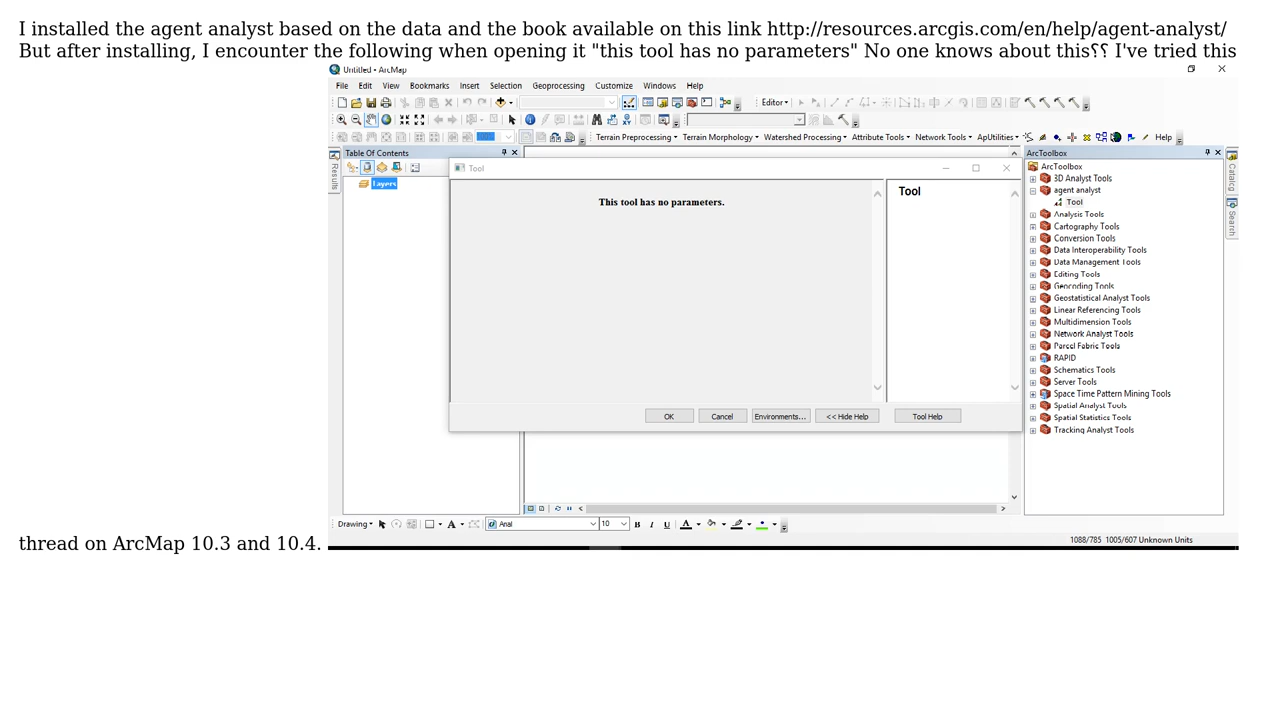 I installed the agent analyst based on the data and the book available on this link http://resources.arcgis.com/en/help/agent-analyst/
But after installing, I encounter the following when opening it "this tool has no parameters" No one knows about this؟؟ I've tried this
Untitled - ArcMap
File Edit View Bookmarks Insert Selection Geoprocessing Customize Windows Help
Editor
Terrain Preprocessing Terrain Morphology Watershed Processing Attribute Tools Network Tools ApUtilities Help
Results
Table Of Contents
Layers
Tool
This tool has no parameters.
Tool
OK Cancel Environments... << Hide Help Tool Help
ArcToolbox
ArcToolbox
3D Analyst Tools
agent analyst
Tool
Analysis Tools
Cartography Tools
Conversion Tools
Data Interoperability Tools
Data Management Tools
Editing Tools
Geocoding Tools
Geostatistical Analyst Tools
Linear Referencing Tools
Multidimension Tools
Network Analyst Tools
Parcel Fabric Tools
RAPID
Schematics Tools
Server Tools
Space Time Pattern Mining Tools
Spatial Analyst Tools
Spatial Statistics Tools
Tracking Analyst Tools
Catalog
Search
Drawing A Arial 10 B I U A
1088/785 1005/607 Unknown Units
thread on ArcMap 10.3 and 10.4.